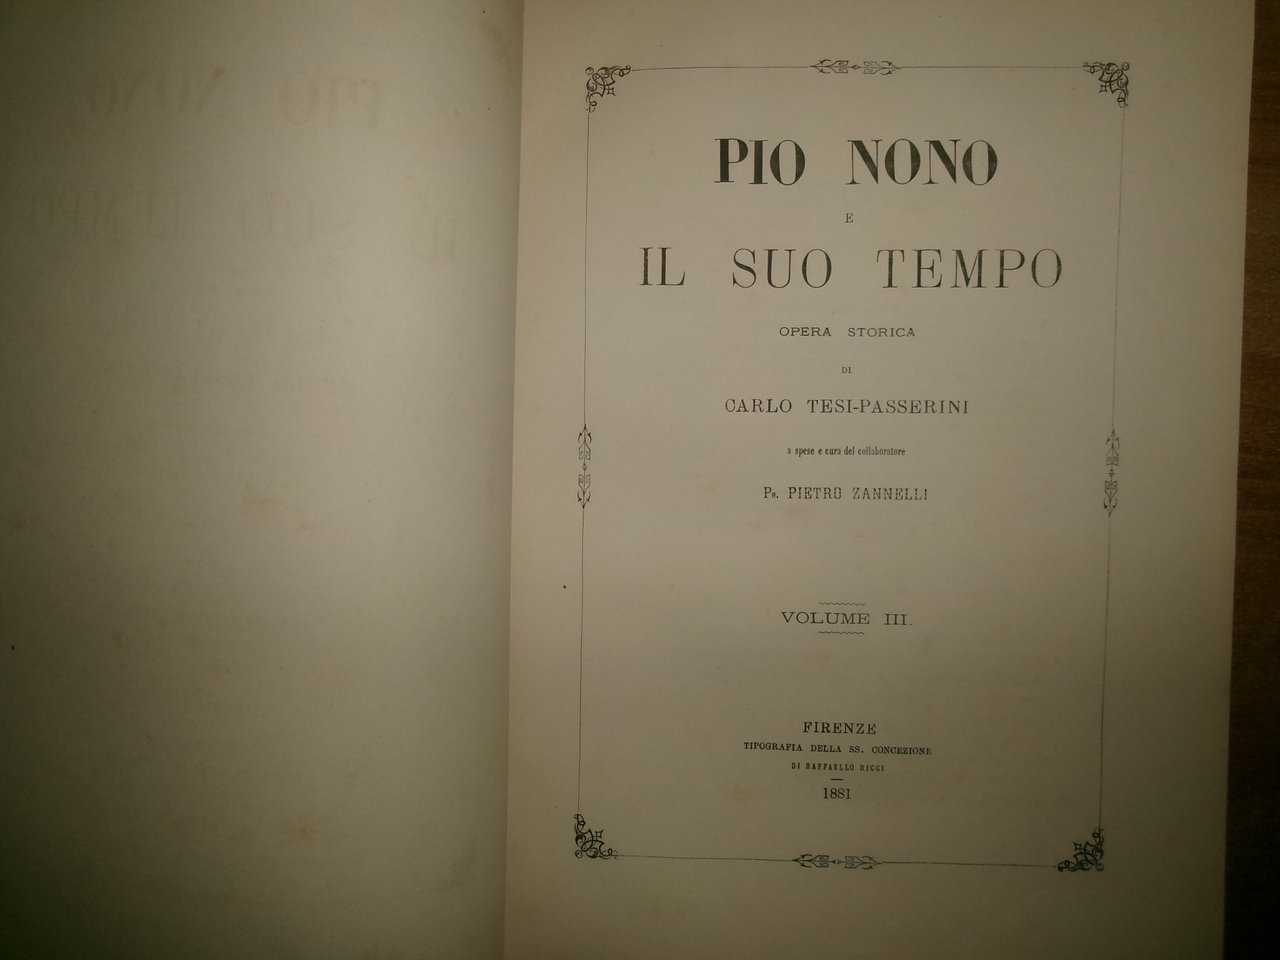 PIO NONO
E
IL SUO TEMPO
OPERA STORICA
DI
CARLO TESI-PASSERINI
a spese e cura del collaboratore
PR. PIETRO ZANNELLI
VOLUME III.
FIRENZE
TIPOGRAFIA DELLA SS. CONCEZIONE
DI RAFFAELLO RICCI
1881